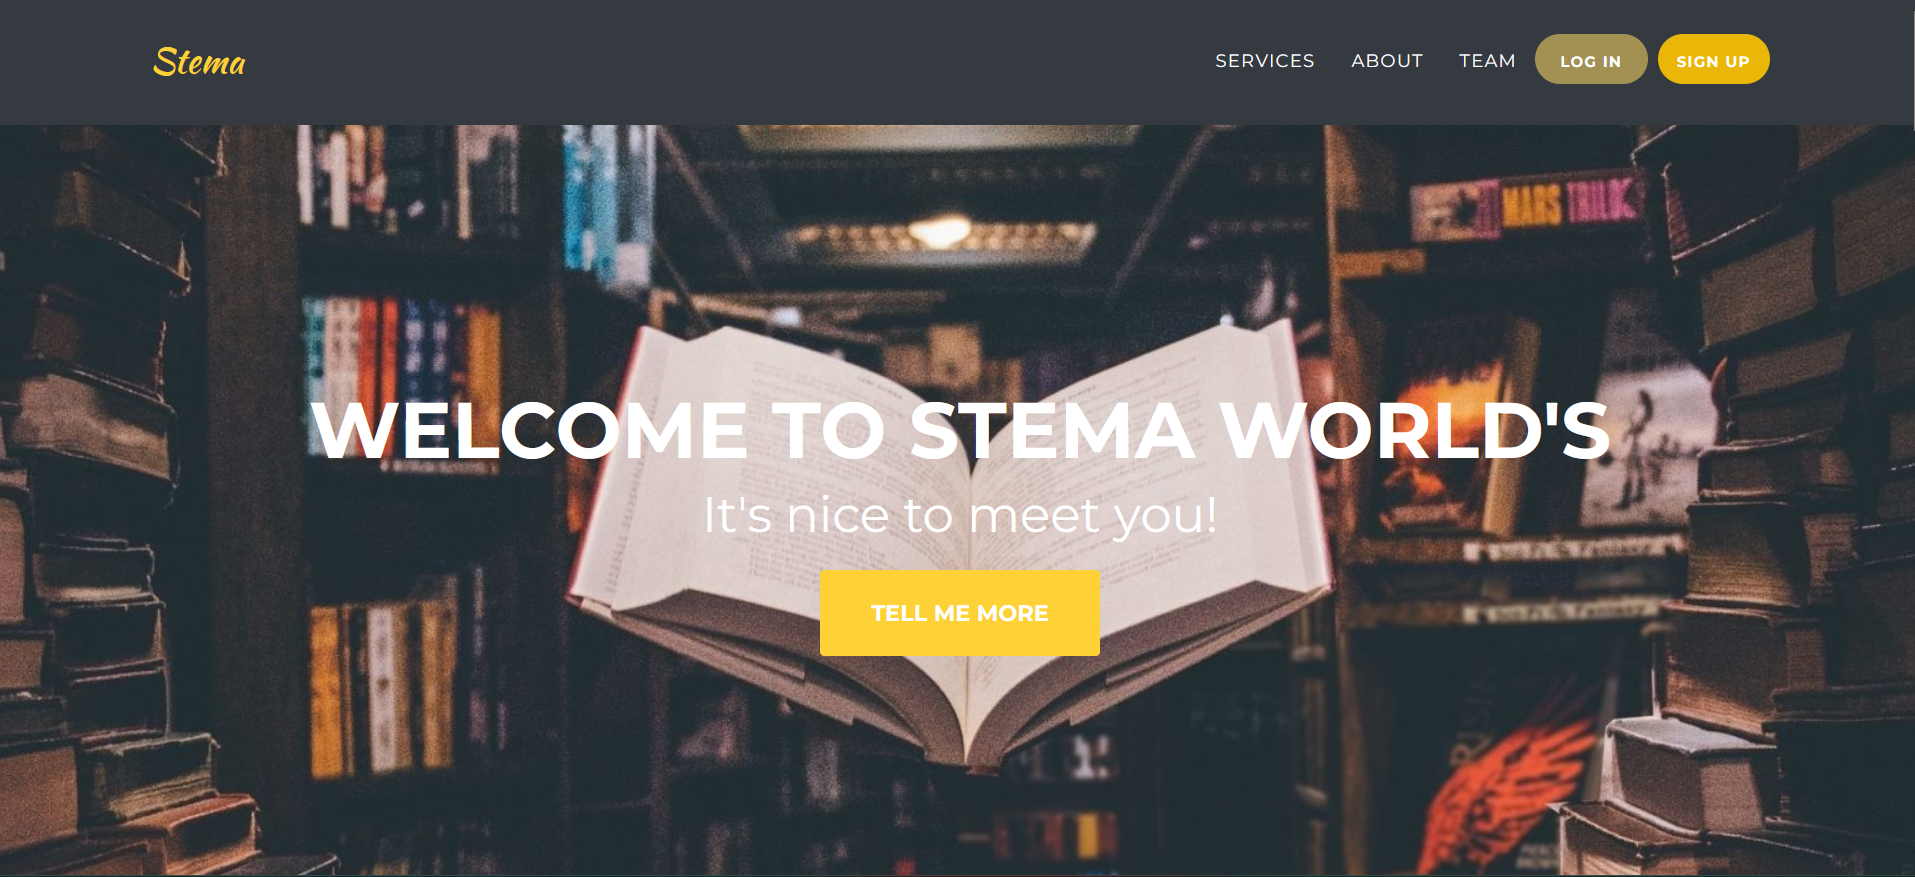 Stema
SERVICES
ABOUT
TEAM
LOG IN
SIGN UP
MARS
WELCOME TO STEMA WORLD'S
It's nice to meet you!
TELL ME MORE